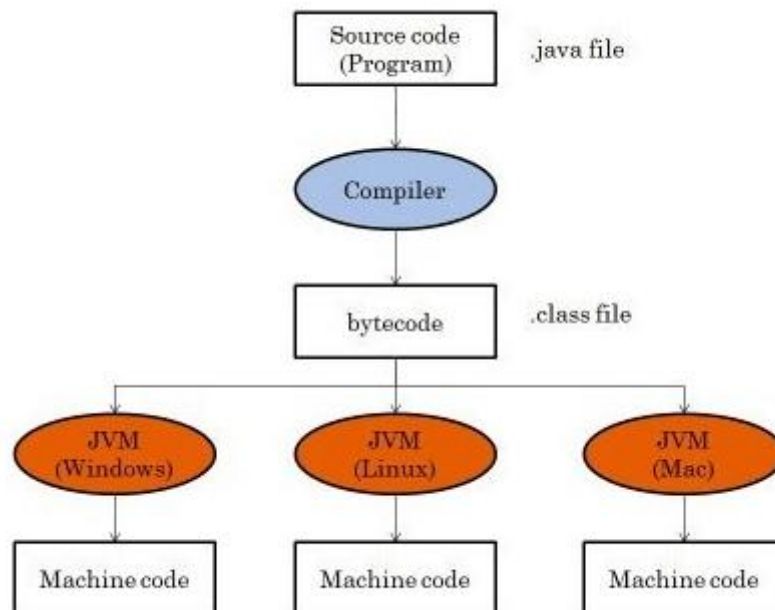 Source code
(Program)
.java file
Compiler
bytecode
.class file
JVM
(Windows)
JVM
(Linux)
JVM
(Mac)
Machine code
Machine code
Machine code